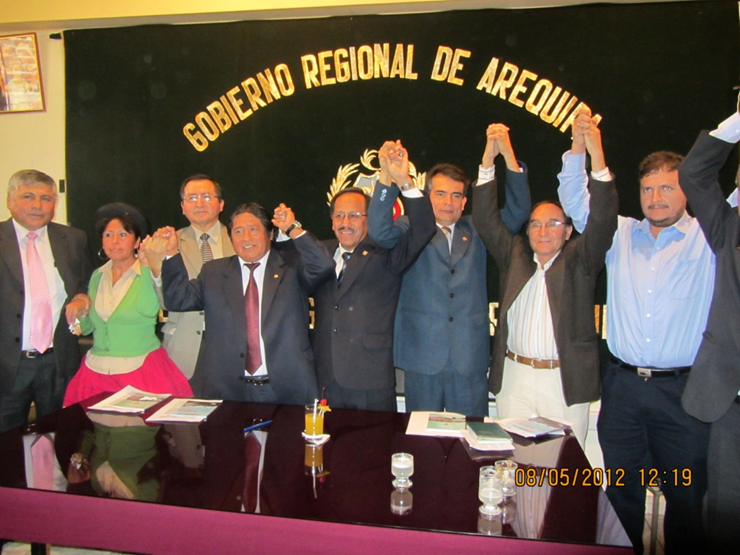 GOBIERNO REGIONAL DE AREQUIPA
08/05/2012 12:19